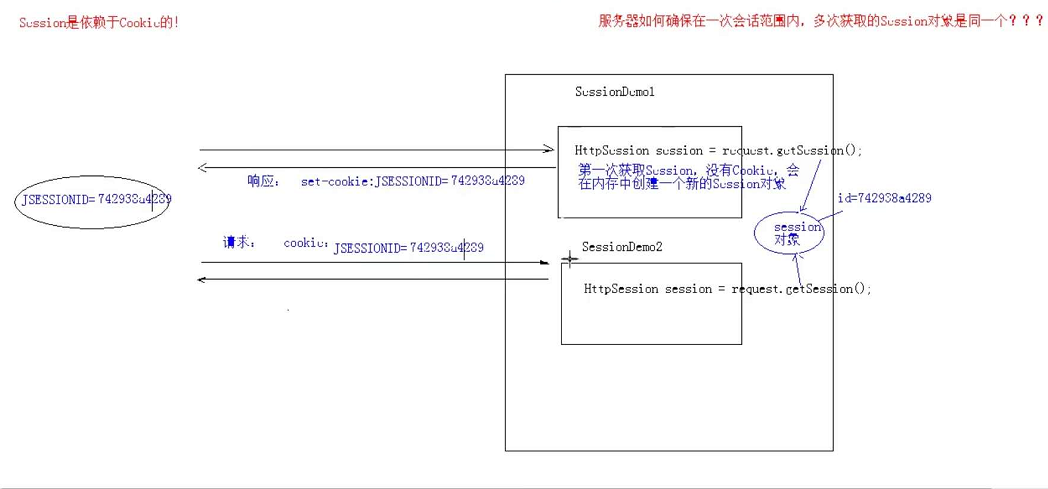 Session是依赖于Cookie的!
服务器如何确保在一次会话范围内，多次获取的Session对象是同一个？？？
SessionDemo1
HttpSession session = request.getSession();
第一次获取Session, 没有Cookie, 会
在内存中创建一个新的Session对象
响应： set-cookie:JSESSIONID=742938a4289
JSESSIONID=742938a4289
id=742938a4289
session
对象
请求： cookie：JSESSIONID=742938a4289
SessionDemo2
HttpSession session = request.getSession();